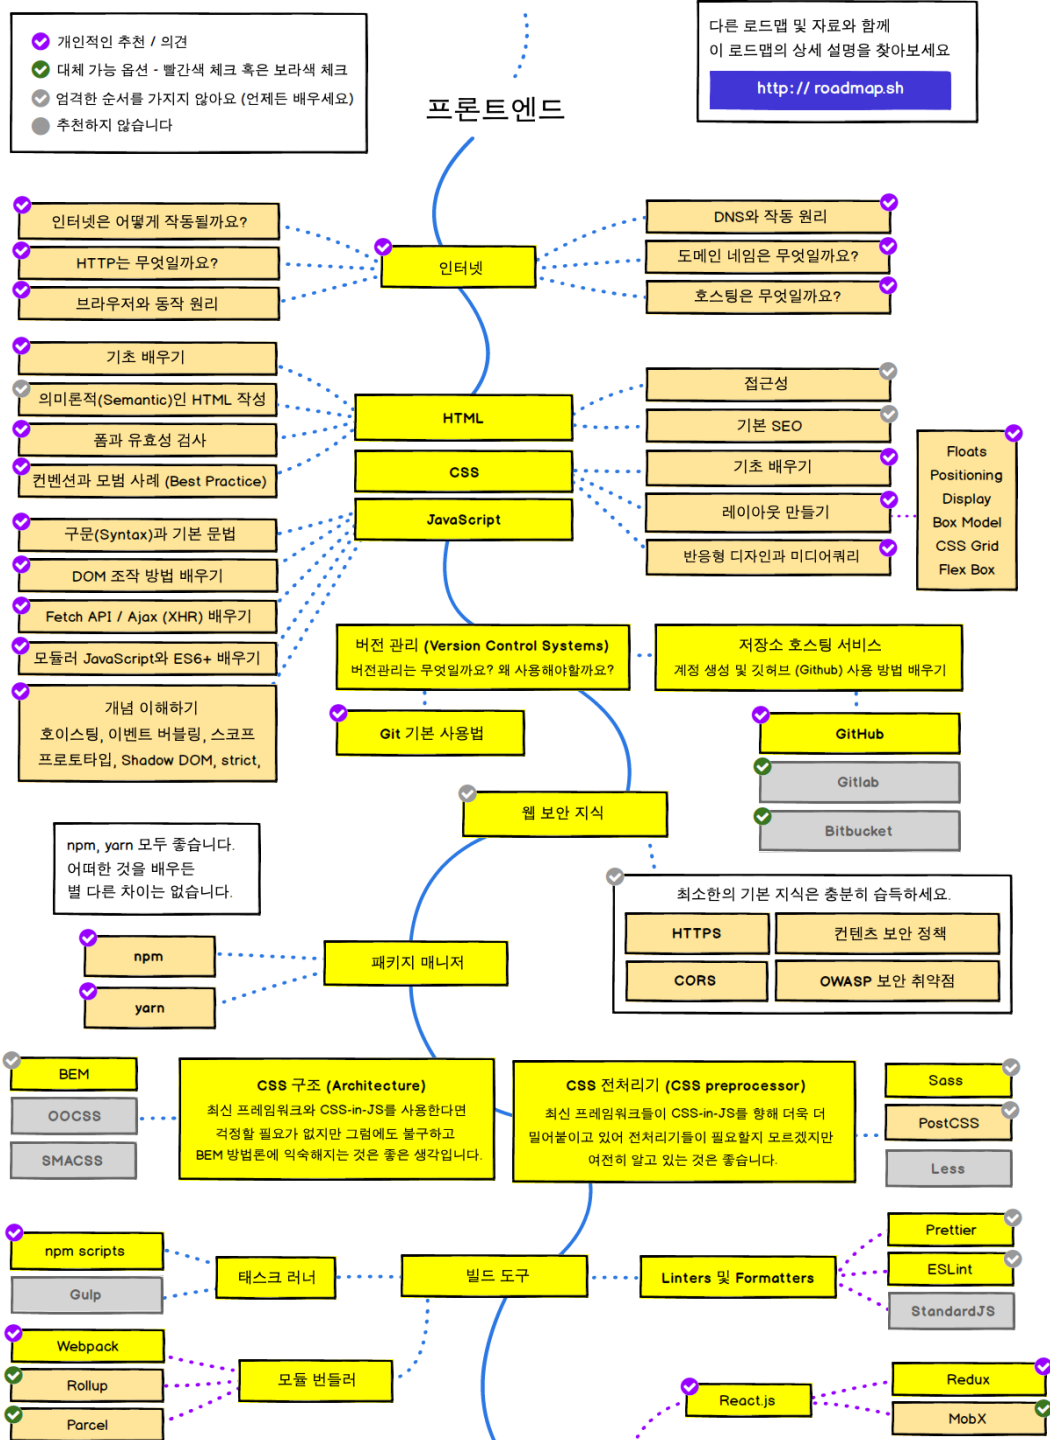 개인적인 추천 / 의견
대체 가능 옵션 - 빨간색 체크 혹은 보라색 체크
엄격한 순서를 가지지 않아요 (언제든 배우세요)
추천하지 않습니다
다른 로드맵 및 자료와 함께
이 로드맵의 상세 설명을 찾아보세요
http://roadmap.sh
프론트엔드
인터넷은 어떻게 작동될까요?
HTTP는 무엇일까요?
브라우저와 동작 원리
인터넷
DNS와 작동 원리
도메인 네임은 무엇일까요?
호스팅은 무엇일까요?
기초 배우기
의미론적(Semantic)인 HTML 작성
폼과 유효성 검사
컨벤션과 모범 사례 (Best Practice)
HTML
접근성
기본 SEO
CSS
기초 배우기
레이아웃 만들기
반응형 디자인과 미디어쿼리
Floats
Positioning
Display
Box Model
CSS Grid
Flex Box
JavaScript
구문(Syntax)과 기본 문법
DOM 조작 방법 배우기
Fetch API / Ajax (XHR) 배우기
모듈러 JavaScript와 ES6+ 배우기
개념 이해하기
호이스팅, 이벤트 버블링, 스코프
프로토타입, Shadow DOM, strict,
버전 관리 (Version Control Systems)
버전관리는 무엇일까요? 왜 사용해야할까요?
저장소 호스팅 서비스
계정 생성 및 깃허브 (Github) 사용 방법 배우기
Git 기본 사용법
GitHub
Gitlab
Bitbucket
웹 보안 지식
최소한의 기본 지식은 충분히 습득하세요.
HTTPS
컨텐츠 보안 정책
CORS
OWASP 보안 취약점
npm, yarn 모두 좋습니다.
어떠한 것을 배우든
별 다른 차이는 없습니다.
npm
yarn
패키지 매니저
BEM
OOCSS
SMACSS
CSS 구조 (Architecture)
최신 프레임워크와 CSS-in-JS를 사용한다면
걱정할 필요가 없지만 그럼에도 불구하고
BEM 방법론에 익숙해지는 것은 좋은 생각입니다.
CSS 전처리기 (CSS preprocessor)
최신 프레임워크들이 CSS-in-JS를 향해 더욱 더
밀어붙이고 있어 전처리기들이 필요할지 모르겠지만
여전히 알고 있는 것은 좋습니다.
Sass
PostCSS
Less
npm scripts
Gulp
태스크 러너
빌드 도구
Linters 및 Formatters
Prettier
ESLint
StandardJS
Webpack
Rollup
Parcel
모듈 번들러
React.js
Redux
MobX